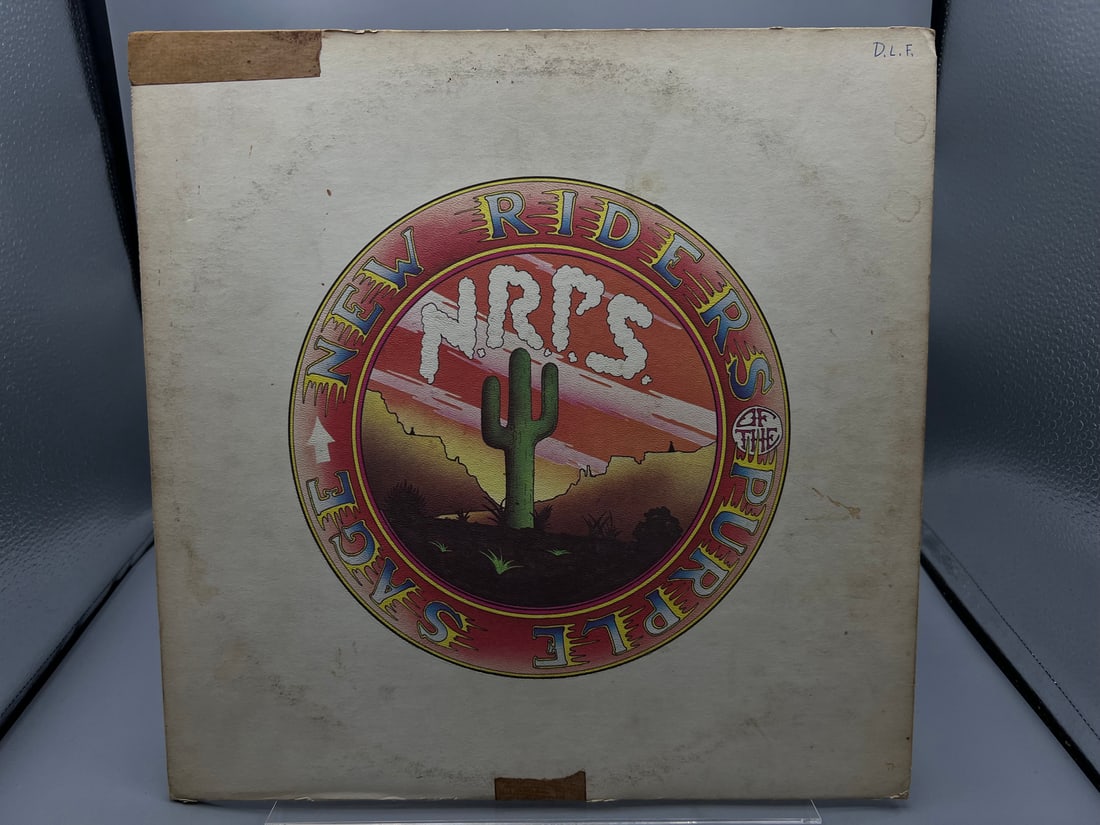 D.L.F.
NEW RIDERS
OF
THE
PURPLE SAGE
N.R.P.S.